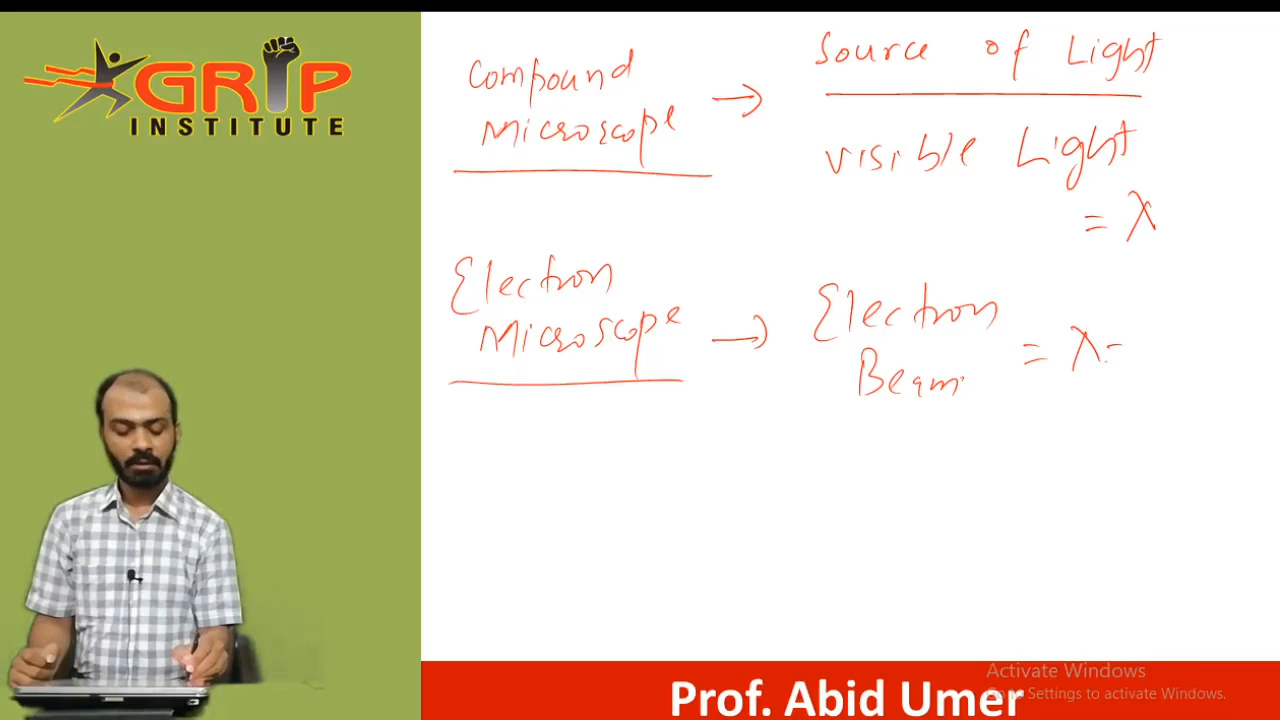 GRIP
INSTITUTE
Compound
Microscope
→
Source of Light
visible Light
= λ
Electron
Microscope
→
Electron
Beam
= λ=
Activate Windows
Go to Settings to activate Windows.
Prof. Abid Umer